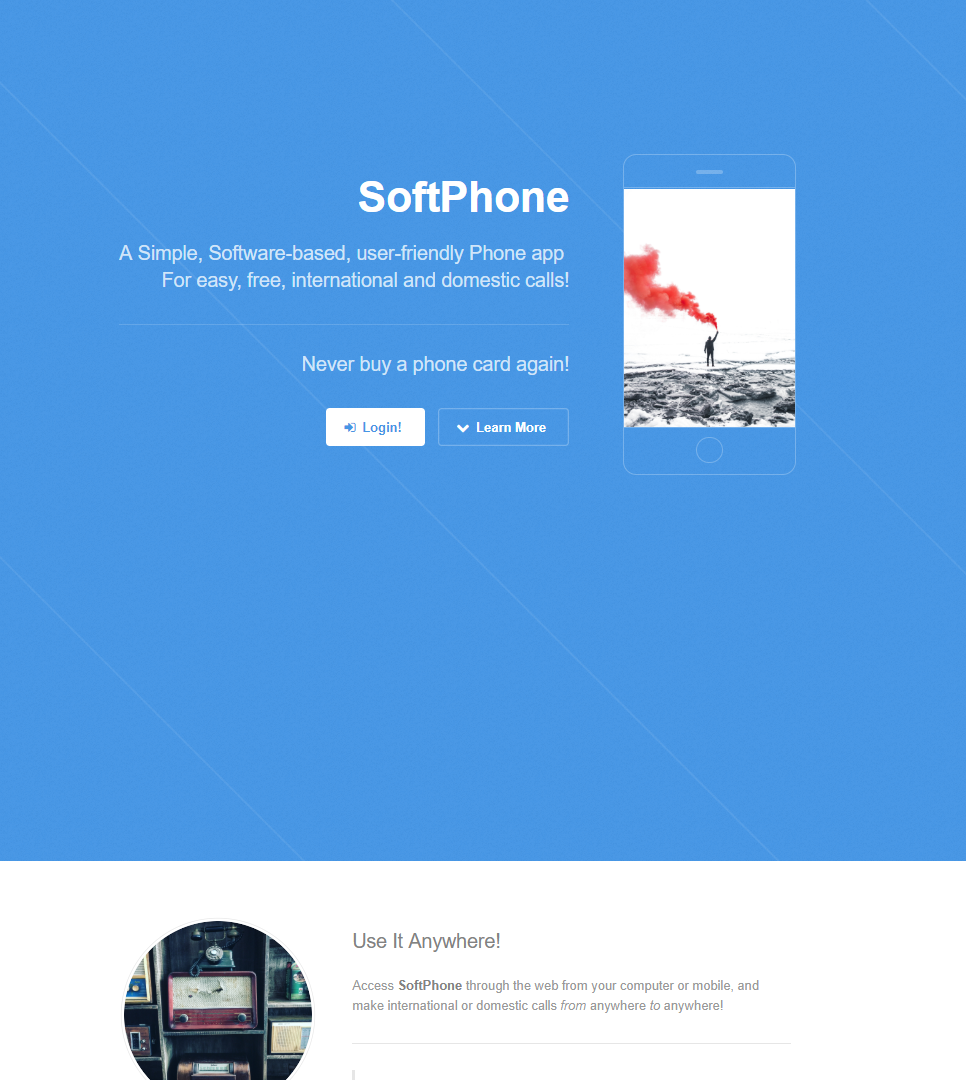 SoftPhone
A Simple, Software-based, user-friendly Phone app
For easy, free, international and domestic calls!
Never buy a phone card again!
Login!
Learn More
Use It Anywhere!
Access SoftPhone through the web from your computer or mobile, and
make international or domestic calls from anywhere to anywhere!